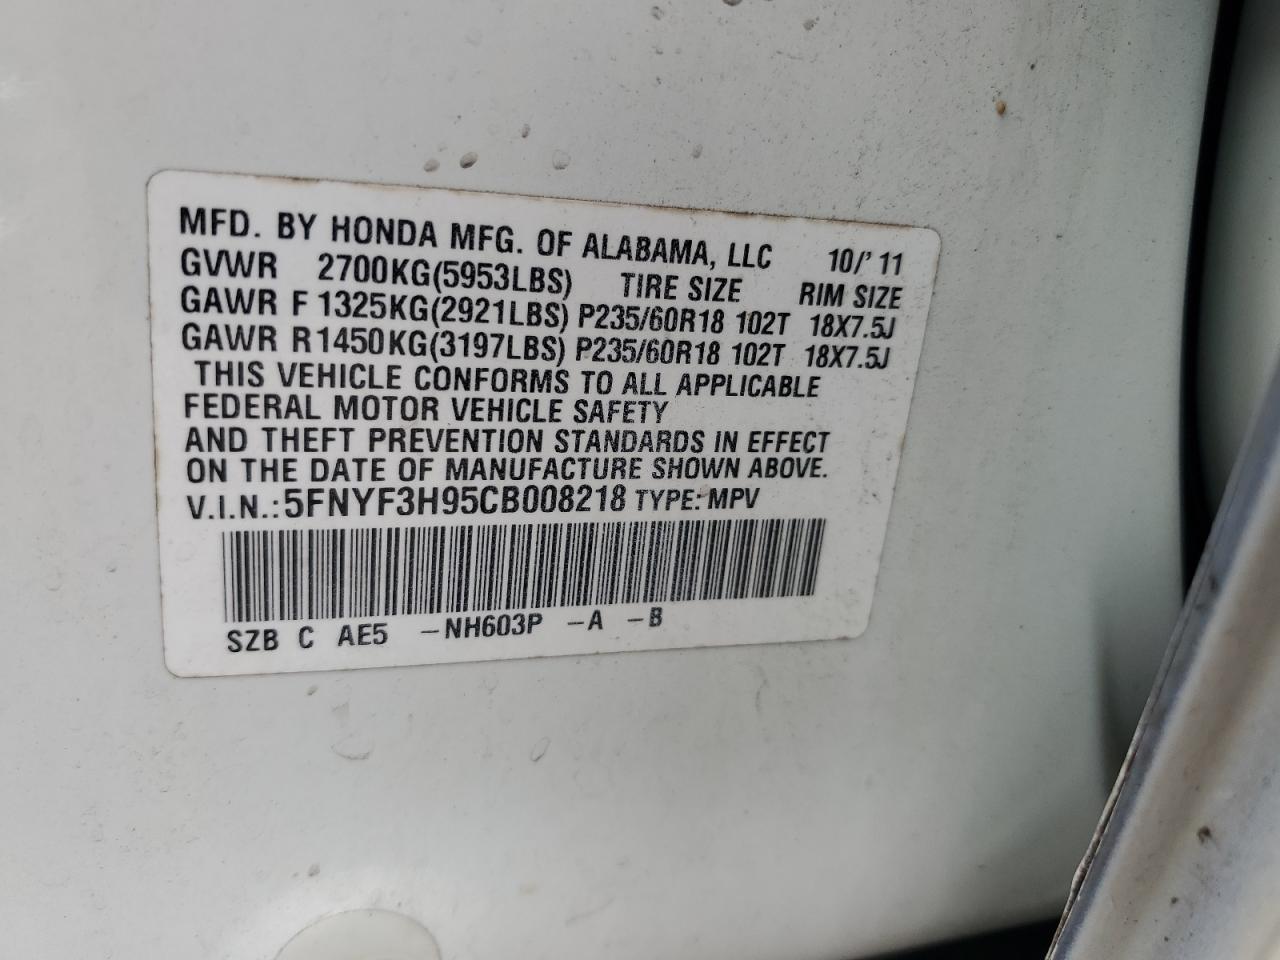 MFD. BY HONDA MFG. OF ALABAMA, LLC 10/'11
GVWR 2700KG(5953LBS) TIRE SIZE RIM SIZE
GAWR F 1325KG(2921LBS) P235/60R18 102T 18X7.5J
GAWR R1450KG(3197LBS) P235/60R18 102T 18X7.5J
THIS VEHICLE CONFORMS TO ALL APPLICABLE
FEDERAL MOTOR VEHICLE SAFETY
AND THEFT PREVENTION STANDARDS IN EFFECT
ON THE DATE OF MANUFACTURE SHOWN ABOVE.
V.I.N.: 5FNYF3H95CB008218 TYPE: MPV
SZB C AE5 -NH603P -A -B